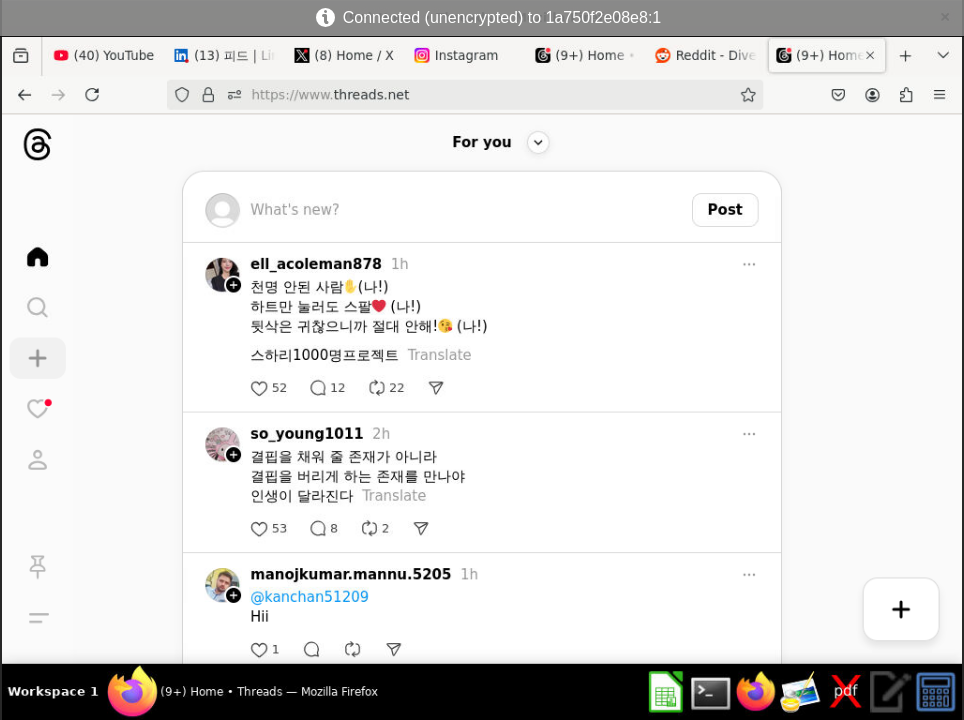 Connected (unencrypted) to 1a750f2e08e8:1
(40) YouTube
(13) 피드 | Li
(8) Home / X
Instagram
(9+) Home •
Reddit - Dive
(9+) Home
https://www.threads.net
For you
What's new?
Post
ell_acoleman878 1h
천명 안된 사람✋(나!)
하트만 눌러도 스팔❤️ (나!)
뒷삭은 귀찮으니까 절대 안해!😘 (나!)
스하리1000명프로젝트 Translate
52 12 22
so_young1011 2h
결핍을 채워 줄 존재가 아니라
결핍을 버리게 하는 존재를 만나야
인생이 달라진다 Translate
53 8 2
manojkumar.mannu.5205 1h
@kanchan51209
Hii
1
Workspace 1
(9+) Home • Threads — Mozilla Firefox
pdf